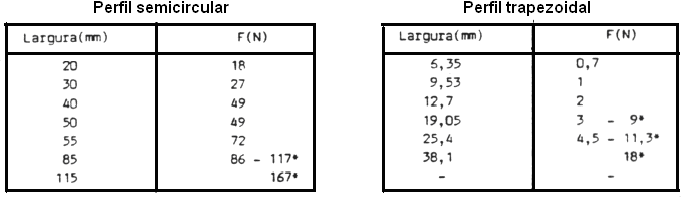 Perfil semicircular
Largura(mm) F(N)
20 18
30 27
40 49
50 49
55 72
85 86 - 117*
115 167*
Perfil trapezoidal
Largura(mm) F(N)
6,35 0,7
9,53 1
12,7 2
19,05 3 - 9*
25,4 4,5 - 11,3*
38,1 18*
- -